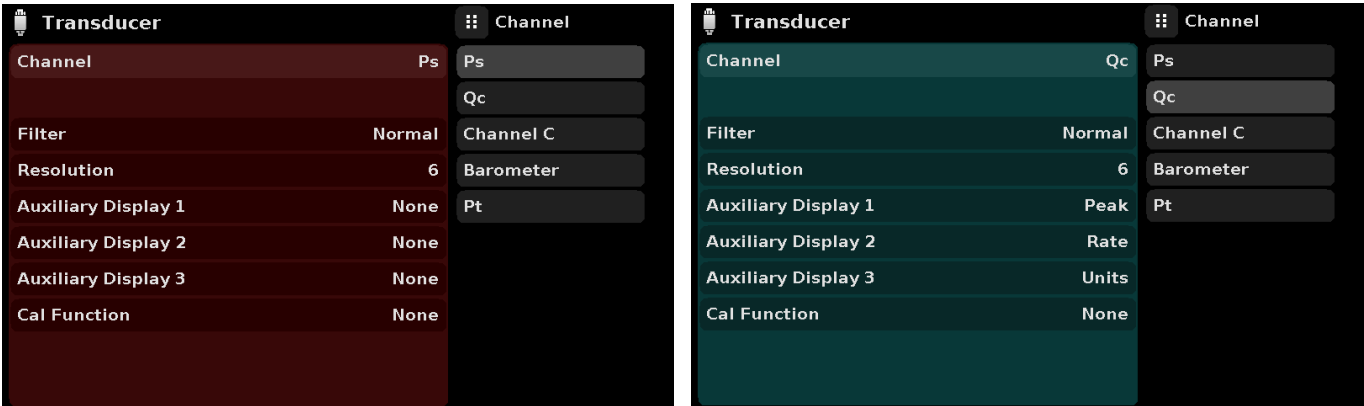 Transducer
Channel Ps
Filter Normal
Resolution 6
Auxiliary Display 1 None
Auxiliary Display 2 None
Auxiliary Display 3 None
Cal Function None
Channel
Ps
Qc
Channel C
Barometer
Pt
Transducer
Channel Qc
Filter Normal
Resolution 6
Auxiliary Display 1 Peak
Auxiliary Display 2 Rate
Auxiliary Display 3 Units
Cal Function None
Channel
Ps
Qc
Channel C
Barometer
Pt